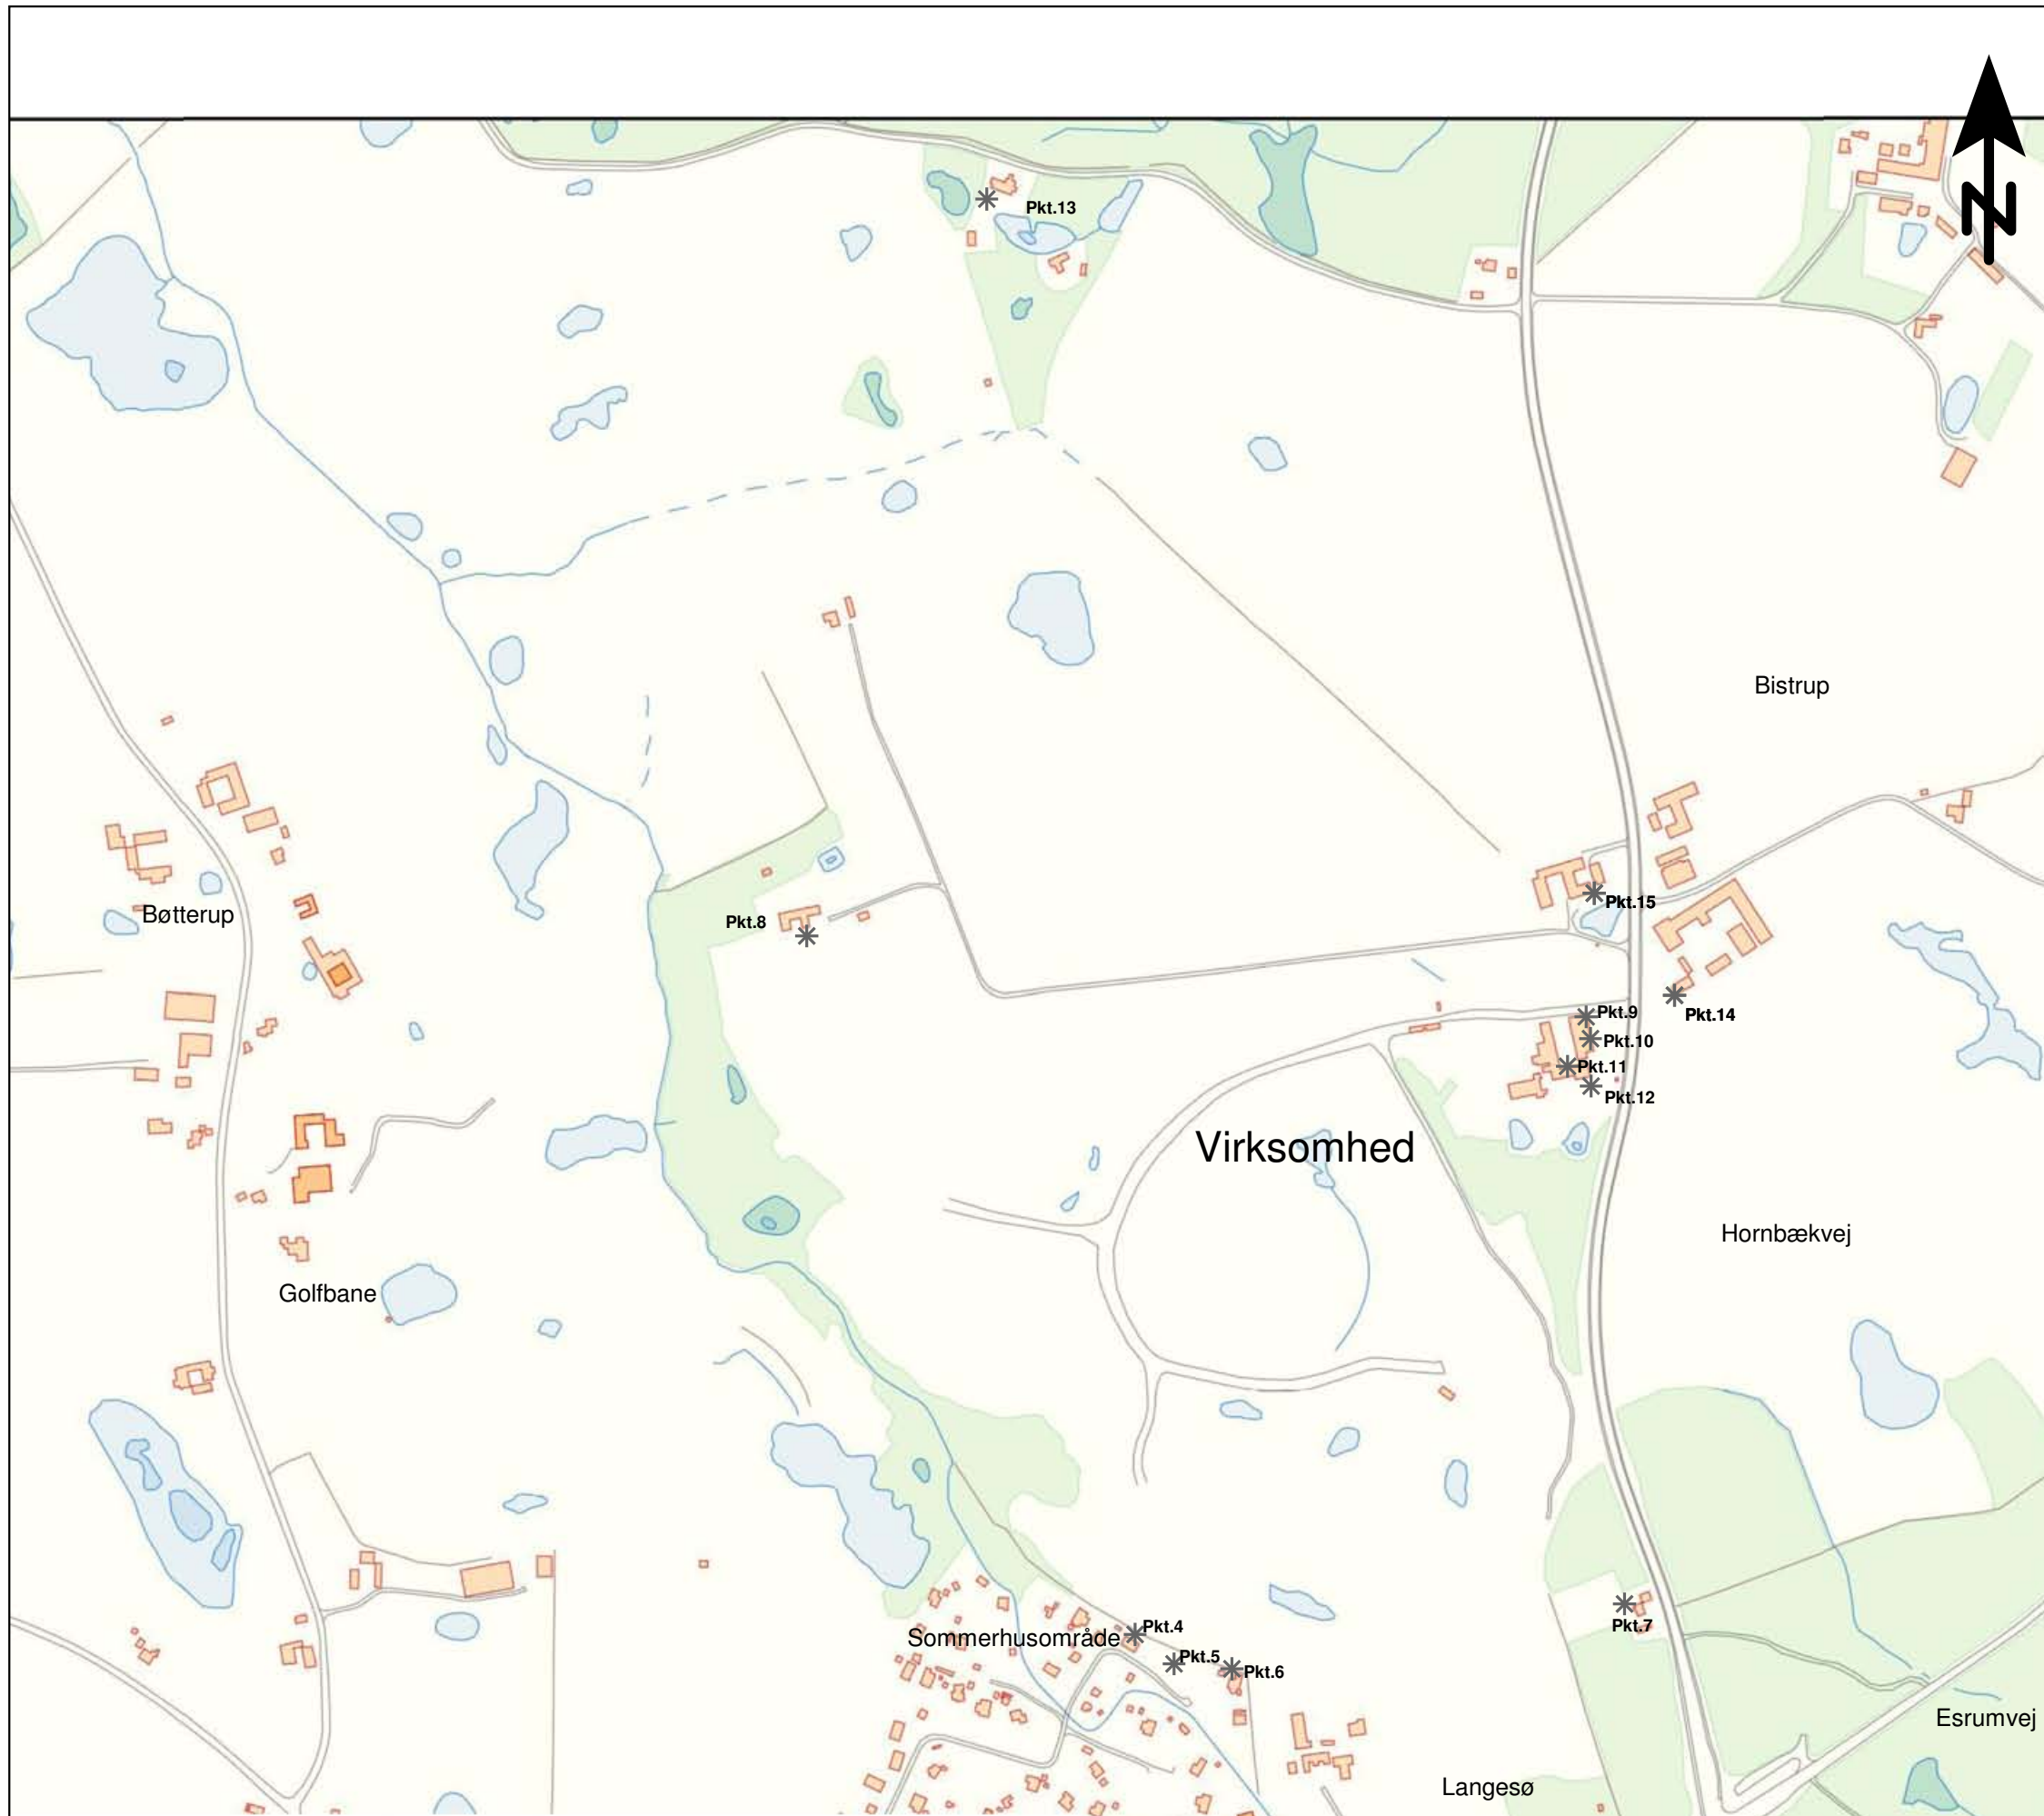 N
Pkt.13
Bistrup
Pkt.15
Bøtterup
Pkt.8
Pkt.9
Pkt.14
Pkt.10
Pkt.11
Pkt.12
Virksomhed
Hornbækvej
Golfbane
Pkt.7
Pkt.4
Sommerhusområde
Pkt.5
Pkt.6
Esrumvej
Langesø